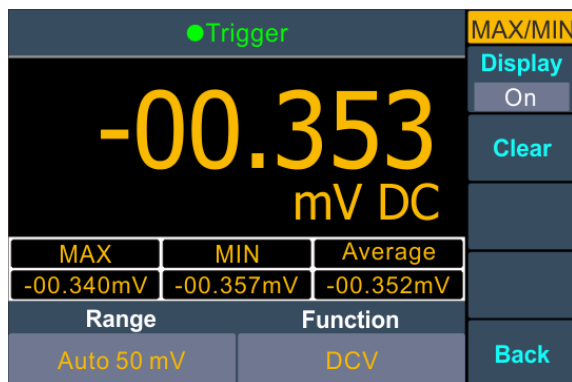 Trigger
-00.353
mV DC
MAX MIN Average
-00.340mV -00.357mV -00.352mV
Range Function
Auto 50 mV DCV
MAX/MIN
Display
On
Clear
Back